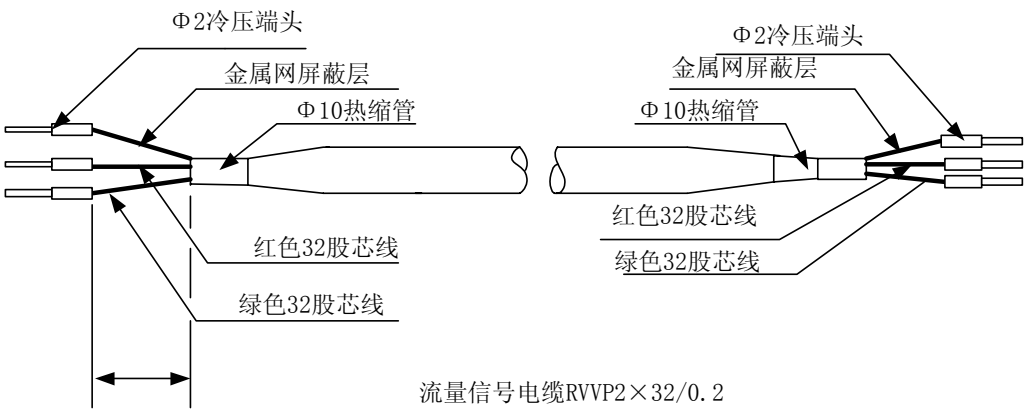 Φ2冷压端头
金属网屏蔽层
Φ10热缩管
红色32股芯线
绿色32股芯线
Φ2冷压端头
金属网屏蔽层
Φ10热缩管
红色32股芯线
绿色32股芯线
流量信号电缆RVVP2×32/0.2